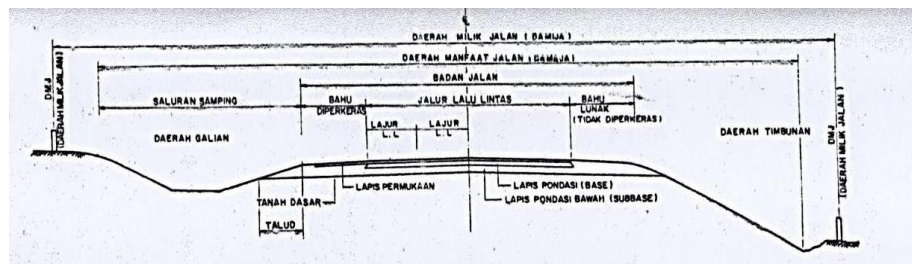 DAERAH MILIK JALAN (DAMIJA)
DAERAH MANFAAT JALAN (DAMAJA)
BADAN JALAN
DMJ
(DAERAH MILIK JALAN)
SALURAN SAMPING
BAHU
DIPERKERAS
JALUR LALU LINTAS
BAHU
LUNAK
(TIDAK DIPERKERAS)
LAJUR
L.L
LAJUR
L.L
DAERAH GALIAN
DAERAH TIMBUNAN
DMJ
(DAERAH MILIK JALAN)
LAPIS PERMUKAAN
LAPIS PONDASI (BASE)
TANAH DASAR
LAPIS PONDASI BAWAH (SUBBASE)
TALUD